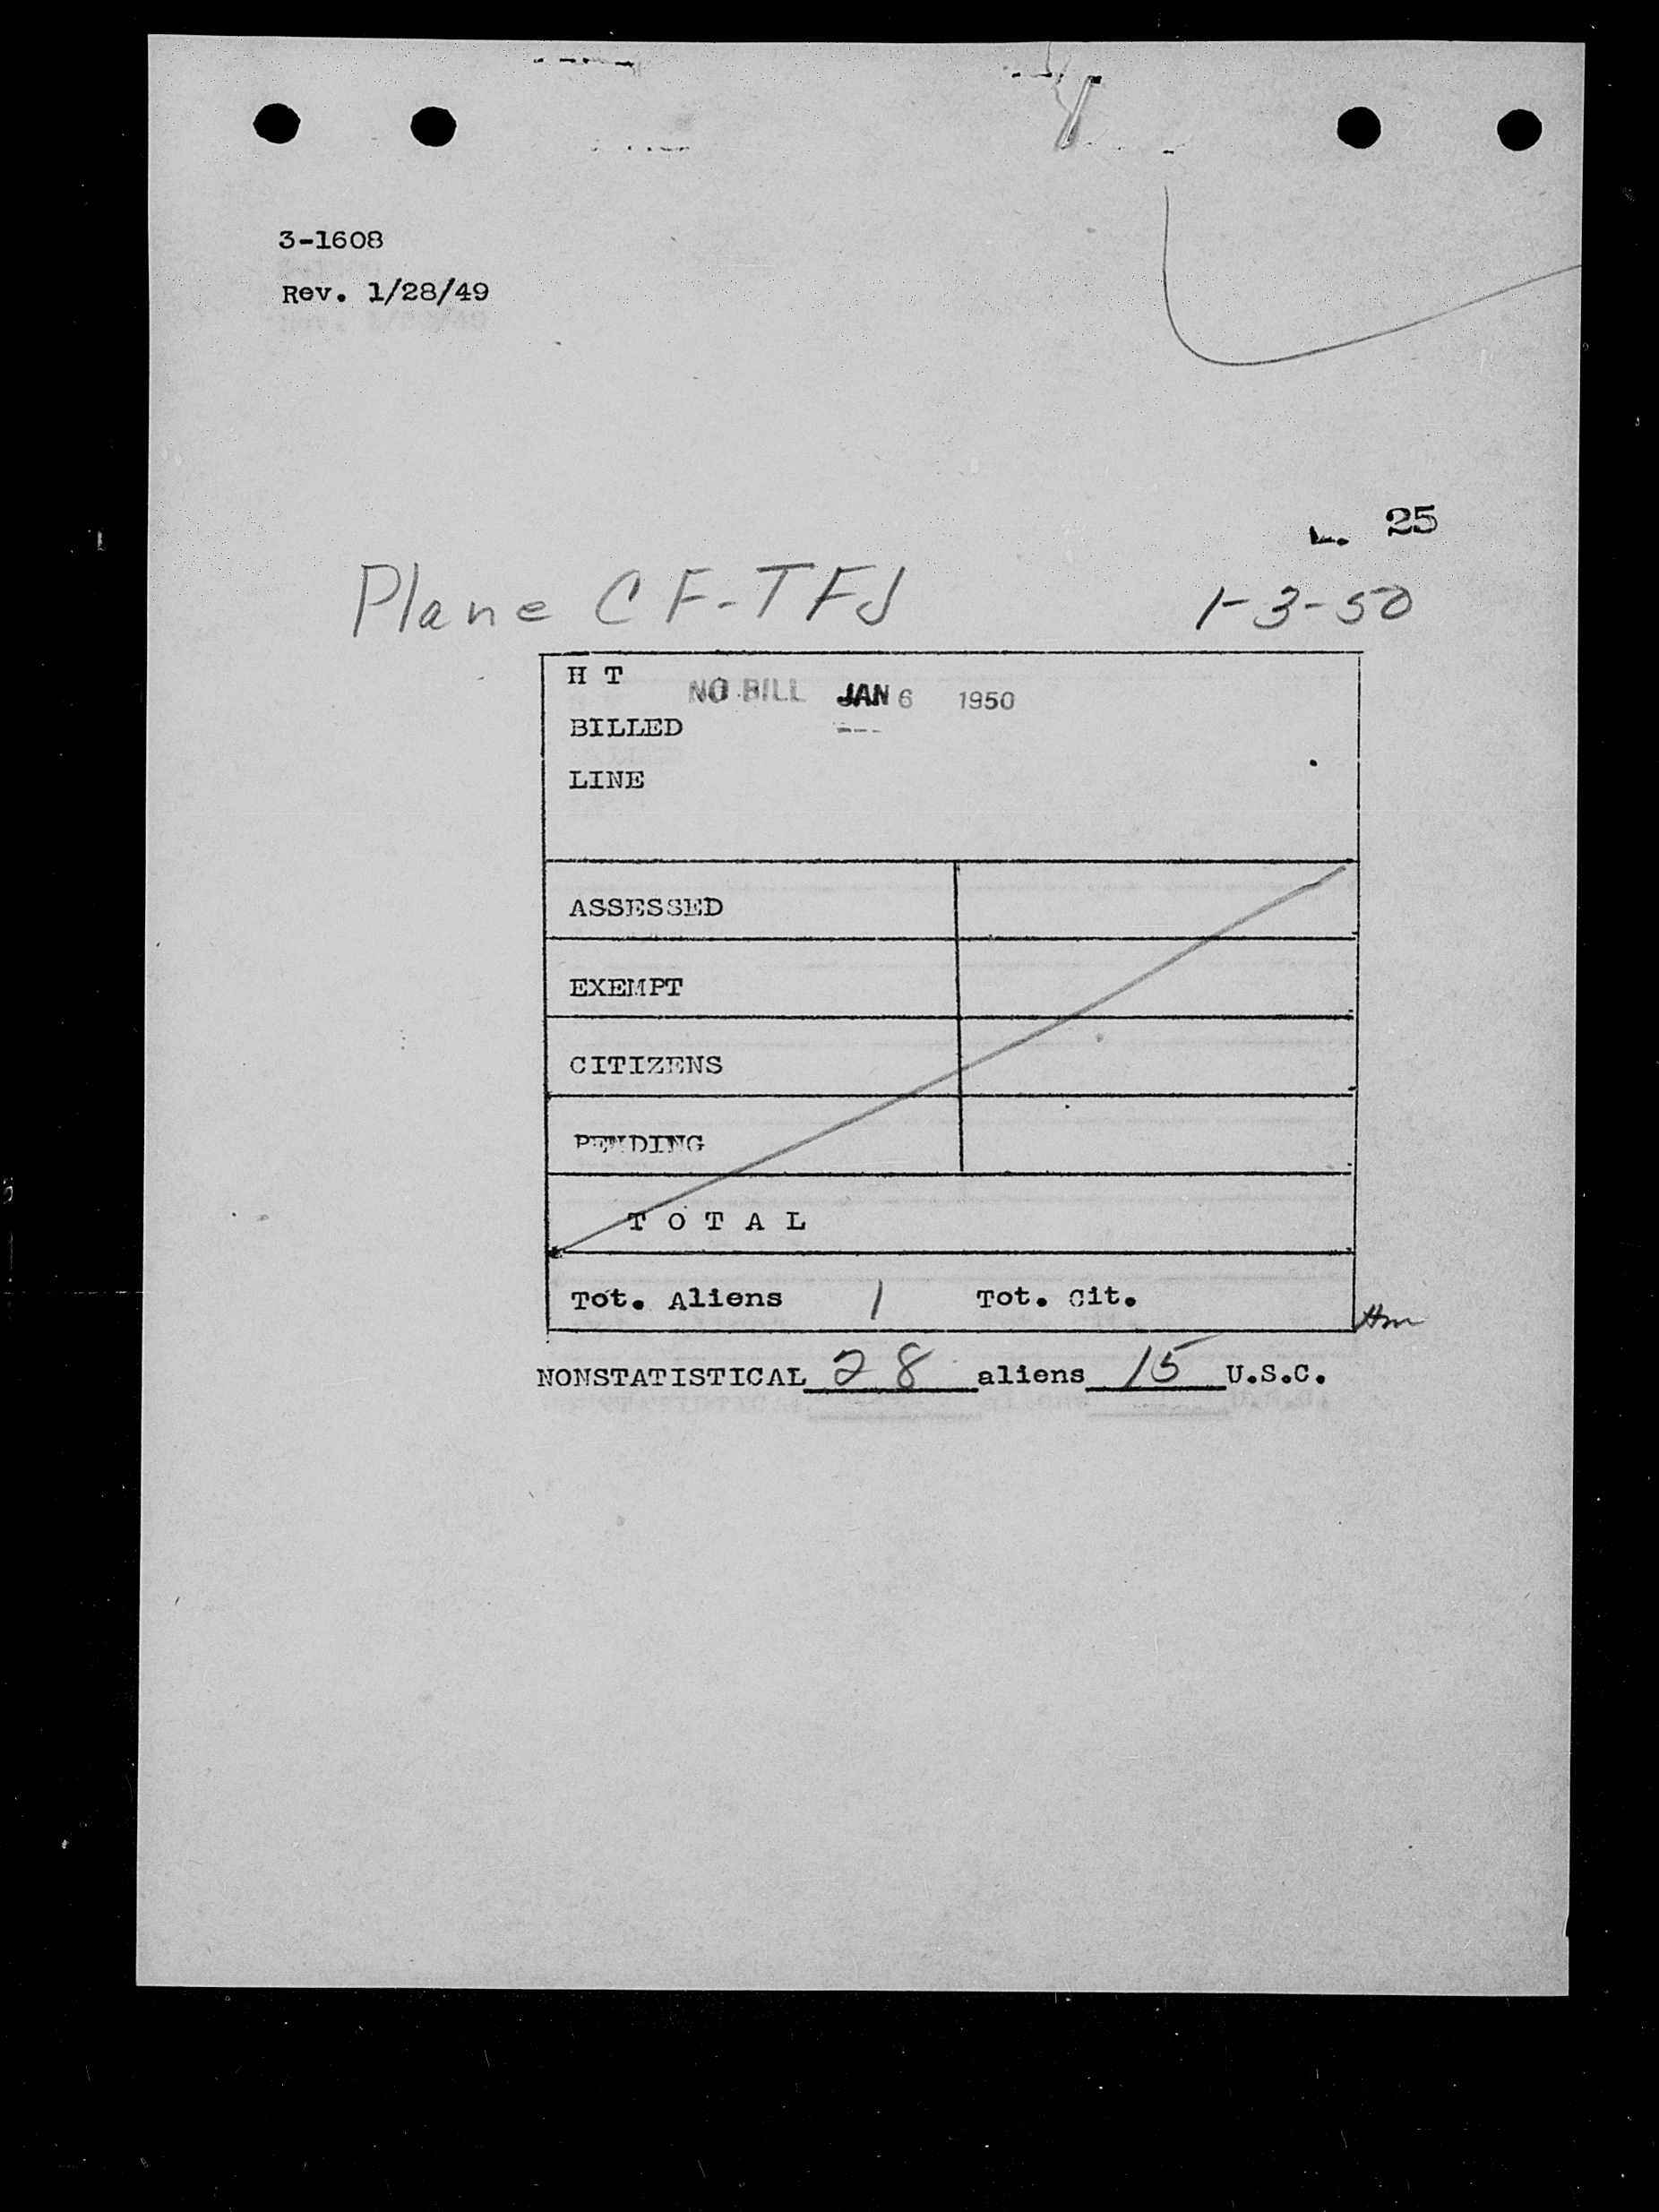 3-1608
Rev. 1/28/49
25
Plane CF-TFJ 1-3-50
H T NO BILL JAN 6 1950
BILLED
LINE
ASSESSED
EXEMPT
CITIZENS
PENDING
T O T A L
Tot. Aliens 1 Tot. Cit.
NONSTATISTICAL 28 aliens 15 U.S.C.